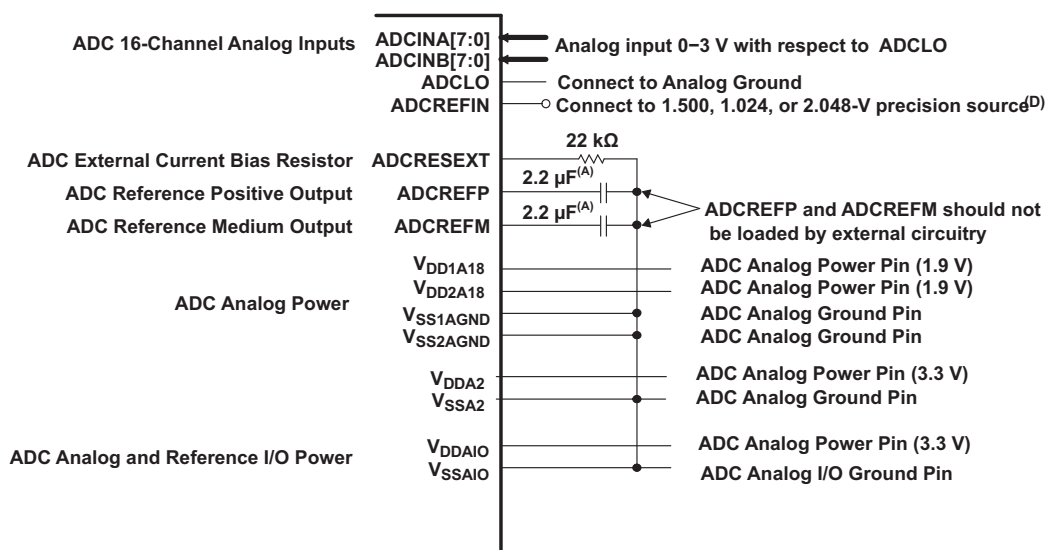 ADC 16-Channel Analog Inputs ADCINA[7:0] Analog input 0−3 V with respect to ADCLO
ADCINB[7:0]
ADCLO Connect to Analog Ground
ADCREFIN Connect to 1.500, 1.024, or 2.048-V precision source(D)
22 kΩ
ADC External Current Bias Resistor ADCRESEXT
2.2 μF(A)
ADC Reference Positive Output ADCREFP
2.2 μF(A)
ADC Reference Medium Output ADCREFM
ADCREFP and ADCREFM should not
be loaded by external circuitry
VDD1A18 ADC Analog Power Pin (1.9 V)
VDD2A18 ADC Analog Power Pin (1.9 V)
ADC Analog Power
VSS1AGND ADC Analog Ground Pin
VSS2AGND ADC Analog Ground Pin
VDDA2 ADC Analog Power Pin (3.3 V)
VSSA2 ADC Analog Ground Pin
VDDAIO ADC Analog Power Pin (3.3 V)
ADC Analog and Reference I/O Power
VSSAIO ADC Analog I/O Ground Pin